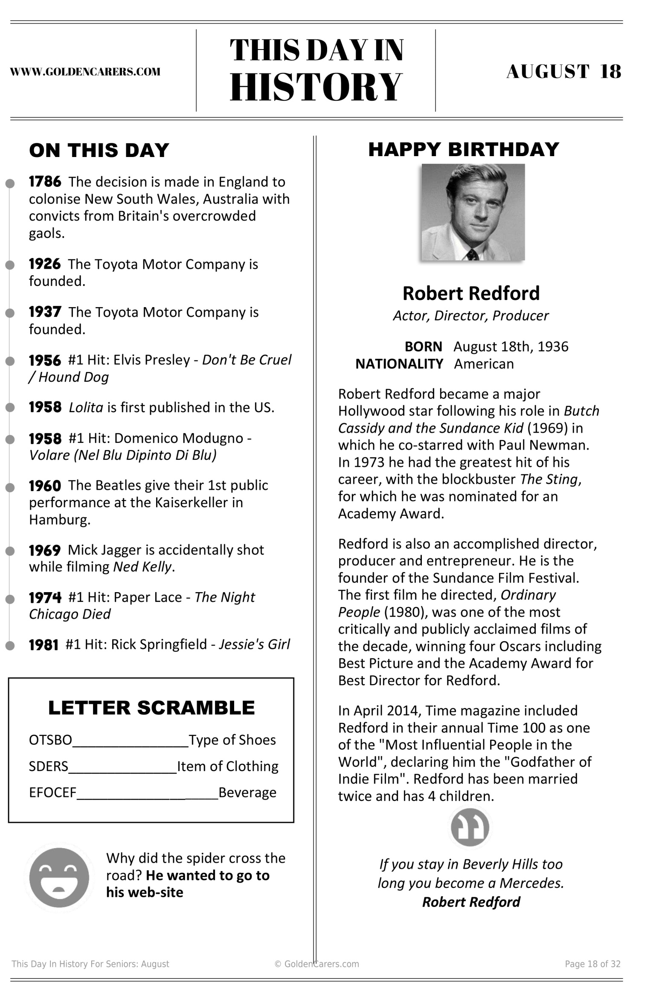 WWW.GOLDENCARERS.COM
THIS DAY IN
HISTORY
AUGUST 18
ON THIS DAY
1786 The decision is made in England to
colonise New South Wales, Australia with
convicts from Britain's overcrowded
gaols.
1926 The Toyota Motor Company is
founded.
1937 The Toyota Motor Company is
founded.
1956 #1 Hit: Elvis Presley - Don't Be Cruel
/ Hound Dog
1958 Lolita is first published in the US.
1958 #1 Hit: Domenico Modugno -
Volare (Nel Blu Dipinto Di Blu)
1960 The Beatles give their 1st public
performance at the Kaiserkeller in
Hamburg.
1969 Mick Jagger is accidentally shot
while filming Ned Kelly.
1974 #1 Hit: Paper Lace - The Night
Chicago Died
1981 #1 Hit: Rick Springfield - Jessie's Girl
LETTER SCRAMBLE
OTSBO________________Type of Shoes
SDERS_______________Item of Clothing
EFOCEF____________________Beverage
Why did the spider cross the
road? He wanted to go to
his web-site
HAPPY BIRTHDAY
Robert Redford
Actor, Director, Producer
BORN August 18th, 1936
NATIONALITY American
Robert Redford became a major
Hollywood star following his role in Butch
Cassidy and the Sundance Kid (1969) in
which he co-starred with Paul Newman.
In 1973 he had the greatest hit of his
career, with the blockbuster The Sting,
for which he was nominated for an
Academy Award.
Redford is also an accomplished director,
producer and entrepreneur. He is the
founder of the Sundance Film Festival.
The first film he directed, Ordinary
People (1980), was one of the most
critically and publicly acclaimed films of
the decade, winning four Oscars including
Best Picture and the Academy Award for
Best Director for Redford.
In April 2014, Time magazine included
Redford in their annual Time 100 as one
of the "Most Influential People in the
World", declaring him the "Godfather of
Indie Film". Redford has been married
twice and has 4 children.
If you stay in Beverly Hills too
long you become a Mercedes.
Robert Redford
This Day In History For Seniors: August
© GoldenCarers.com
Page 18 of 32